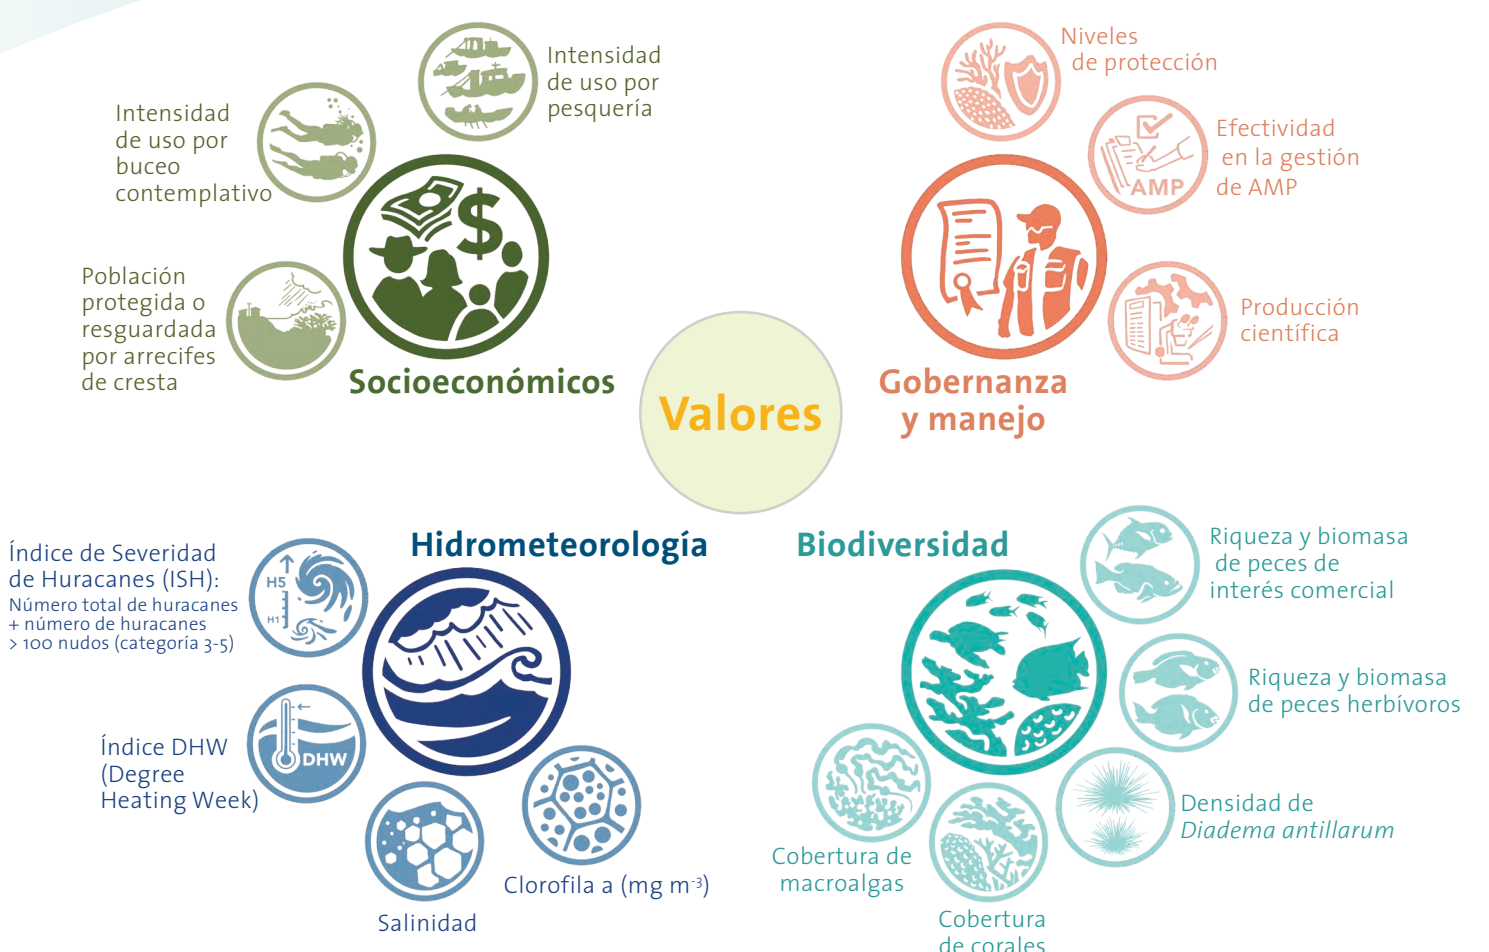 Intensidad
de uso por
pesquería
Intensidad
de uso por
buceo
contemplativo
Población
protegida o
resguardada
por arrecifes
de cresta
$
Socioeconómicos
Niveles
de protección
Efectividad
en la gestión
de AMP
AMP
Producción
científica
Gobernanza
y manejo
Valores
Hidrometeorología
Índice de Severidad
de Huracanes (ISH):
Número total de huracanes
+ número de huracanes
> 100 nudos (categoría 3-5)
H5
H1
Índice DHW
(Degree
Heating Week)
DHW
Salinidad
Clorofila a (mg m-3)
Biodiversidad
Riqueza y biomasa
de peces de
interés comercial
Riqueza y biomasa
de peces herbívoros
Densidad de
Diadema antillarum
Cobertura de
macroalgas
Cobertura
de corales